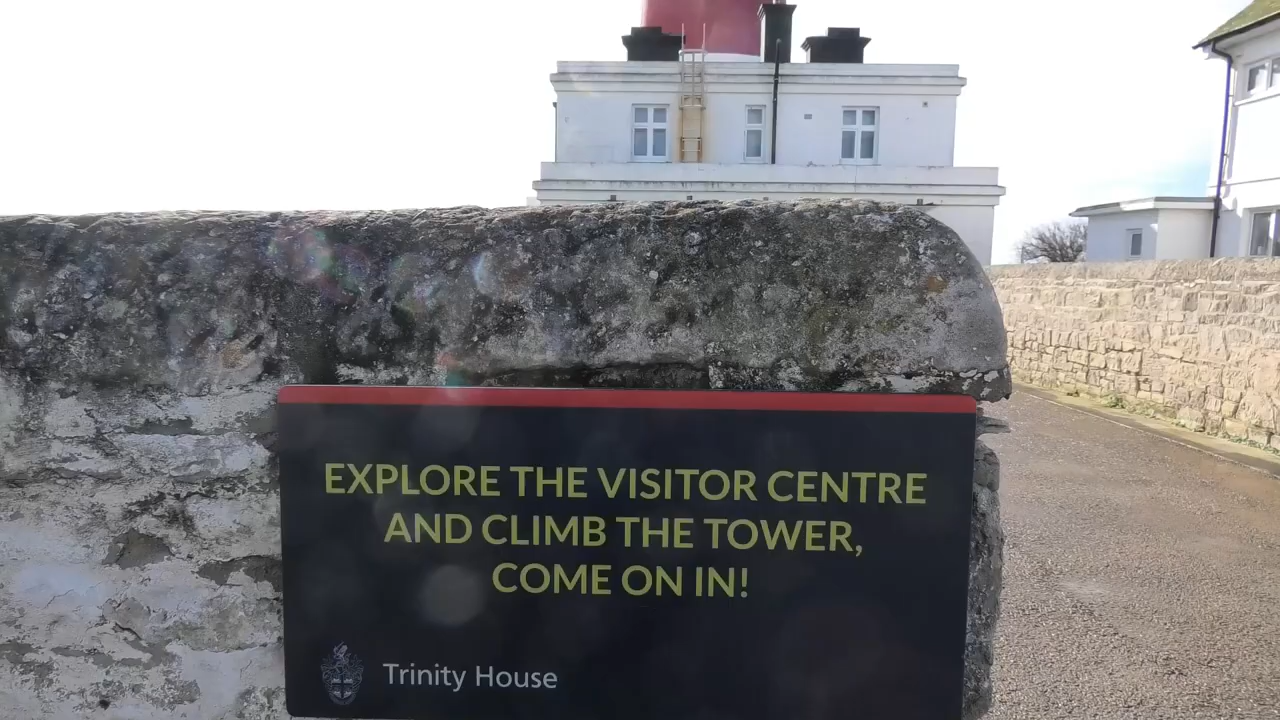 EXPLORE THE VISITOR CENTRE
AND CLIMB THE TOWER,
COME ON IN!
Trinity House